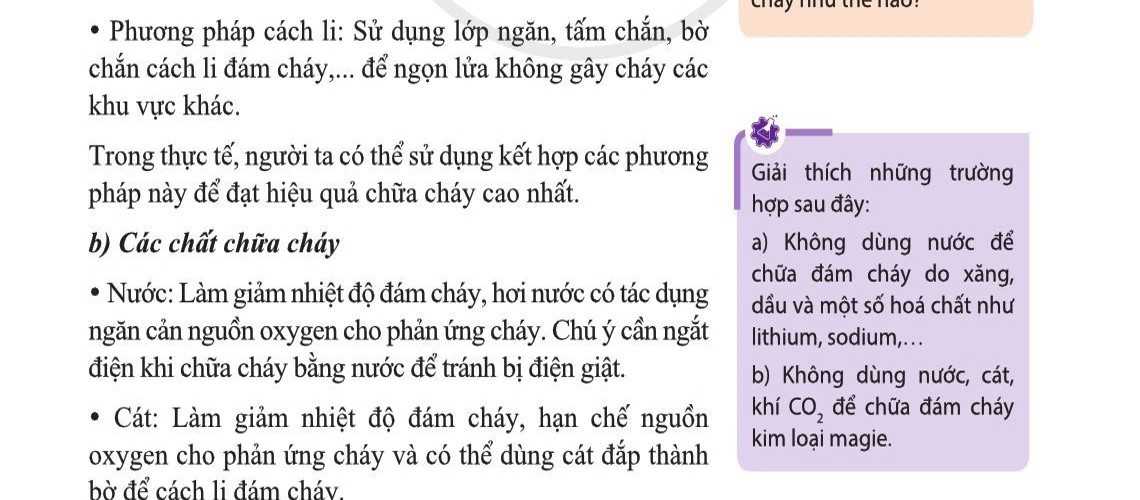 cháy như thế nào?
• Phương pháp cách li: Sử dụng lớp ngăn, tấm chắn, bờ
chắn cách li đám cháy,... để ngọn lửa không gây cháy các
khu vực khác.
Trong thực tế, người ta có thể sử dụng kết hợp các phương
pháp này để đạt hiệu quả chữa cháy cao nhất.
b) Các chất chữa cháy
• Nước: Làm giảm nhiệt độ đám cháy, hơi nước có tác dụng
ngăn cản nguồn oxygen cho phản ứng cháy. Chú ý cần ngắt
điện khi chữa cháy bằng nước để tránh bị điện giật.
• Cát: Làm giảm nhiệt độ đám cháy, hạn chế nguồn
oxygen cho phản ứng cháy và có thể dùng cát đắp thành
bờ để cách li đám cháy.
Giải thích những trường
hợp sau đây:
a) Không dùng nước để
chữa đám cháy do xăng,
dầu và một số hoá chất như
lithium, sodium,...
b) Không dùng nước, cát,
khí CO₂ để chữa đám cháy
kim loại magie.